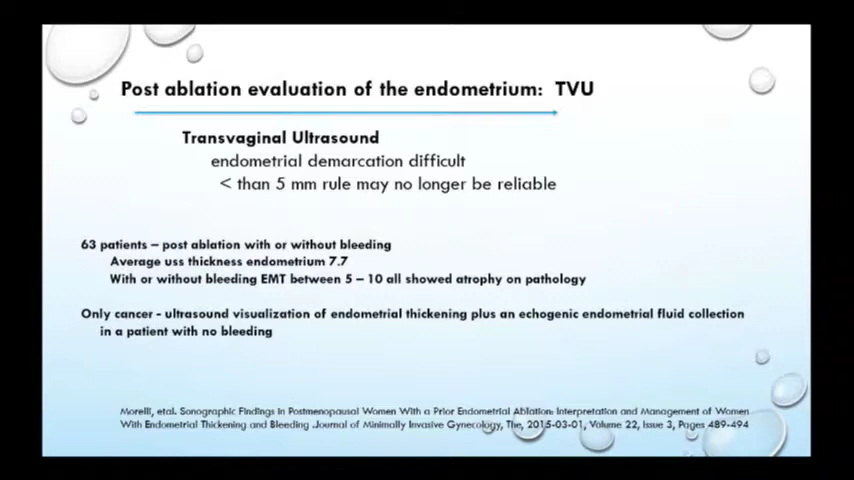 Post ablation evaluation of the endometrium: TVU
Transvaginal Ultrasound
endometrial demarcation difficult
< than 5 mm rule may no longer be reliable
63 patients – post ablation with or without bleeding
Average uss thickness endometrium 7.7
With or without bleeding EMT between 5 – 10 all showed atrophy on pathology
Only cancer - ultrasound visualization of endometrial thickening plus an echogenic endometrial fluid collection
in a patient with no bleeding
Morelli, etal. Sonographic Findings in Postmenopausal Women With a Prior Endometrial Ablation: Interpretation and Management of Women
With Endometrial Thickening and Bleeding .Journal of Minimally Invasive Gynecology, The, 2015-03-01, Volume 22, Issue 3, Pages 489-494